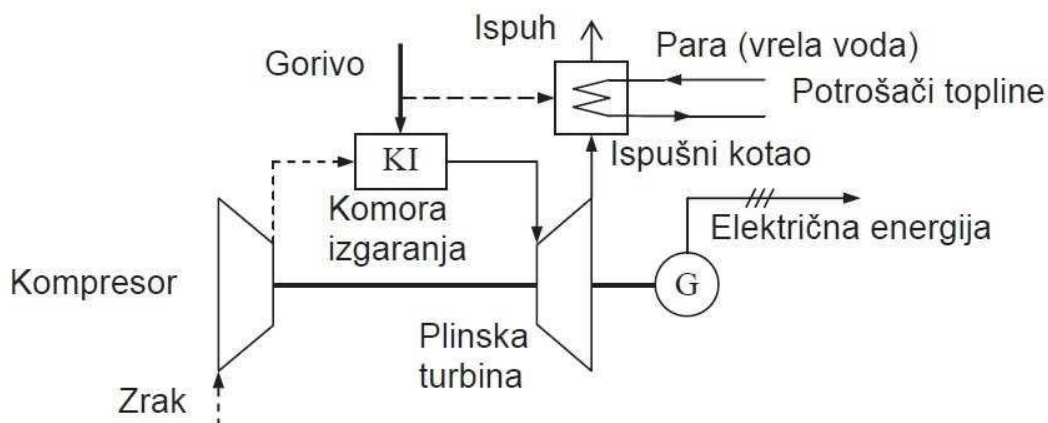 Ispuh
Para (vrela voda)
Gorivo
Potrošači topline
KI
Ispušni kotao
Komora
izgaranja
Električna energija
Kompresor
G
Plinska
turbina
Zrak